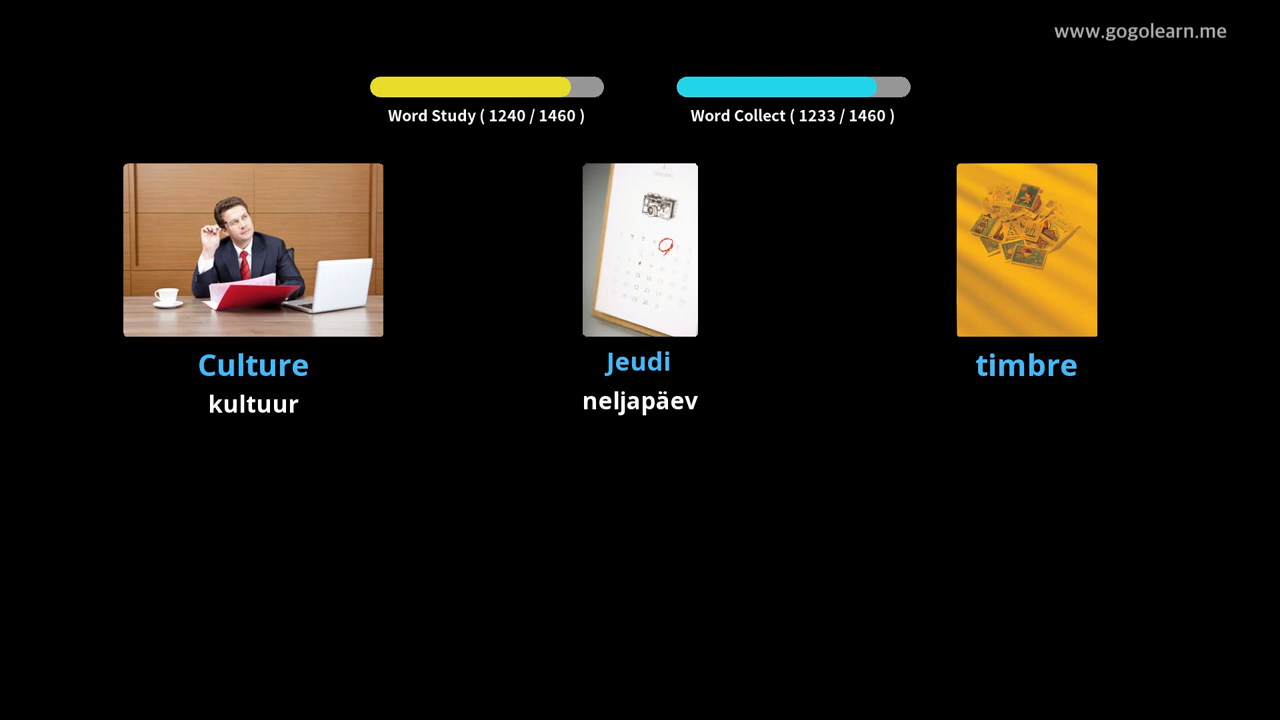 www.gogolearn.me
Word Study ( 1240 / 1460 )
Word Collect ( 1233 / 1460 )
Culture
kultuur
Jeudi
neljapäev
timbre